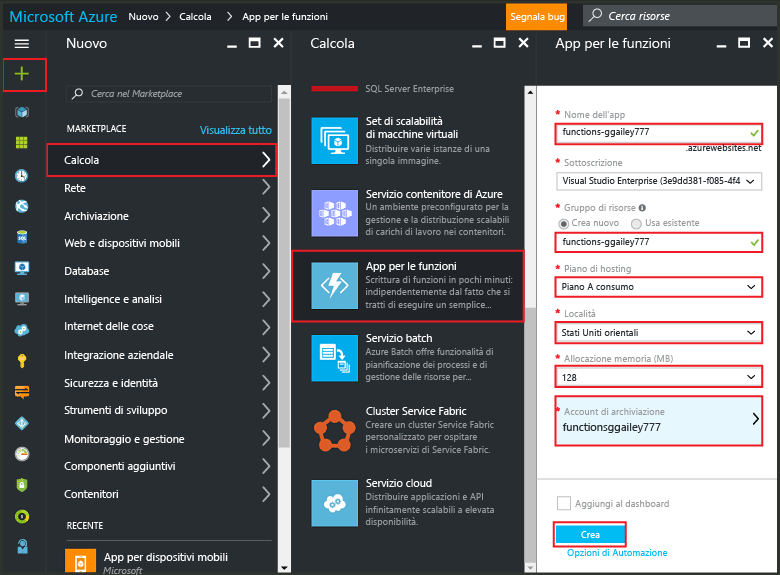 Microsoft Azure Nuovo Calcola App per le funzioni
Segnala bug
Cerca risorse
Nuovo
Cerca nel Marketplace
MARKETPLACE
Visualizza tutto
Calcola
Rete
Archiviazione
Web e dispositivi mobili
Database
Intelligence e analisi
Internet delle cose
Integrazione aziendale
Sicurezza e identità
Strumenti di sviluppo
Monitoraggio e gestione
Componenti aggiuntivi
Contenitori
RECENTE
App per dispositivi mobili
Microsoft
Calcola
SQL Server Enterprise
Set di scalabilità
di macchine virtuali
Distribuire varie istanze di una
singola immagine.
Servizio contenitore di Azure
Un ambiente preconfigurato per la
gestione e la distribuzione scalabili
di carichi di lavoro nei contenitori.
App per le funzioni
Scrittura di funzioni in pochi minuti:
indipendentemente dal fatto che si
tratti di eseguire un semplice...
Servizio batch
Azure Batch offre funzionalità di
pianificazione dei processi e di
gestione delle risorse per...
Cluster Service Fabric
Creare un cluster Service Fabric
personalizzato per ospitare
i microservizi di Service Fabric.
Servizio cloud
Distribuire applicazioni e API
infinitamente scalabili a elevata
disponibilità.
App per le funzioni
* Nome dell'app
functions-ggailey777
.azurewebsites.net
* Sottoscrizione
Visual Studio Enterprise (3e9dd381-f085-4f4
* Gruppo di risorse
Crea nuovo Usa esistente
functions-ggailey777
* Piano di hosting
Piano A consumo
* Località
Stati Uniti orientali
* Allocazione memoria (MB)
128
* Account di archiviazione
functionsggailey777
Aggiungi al dashboard
Crea
Opzioni di Automazione